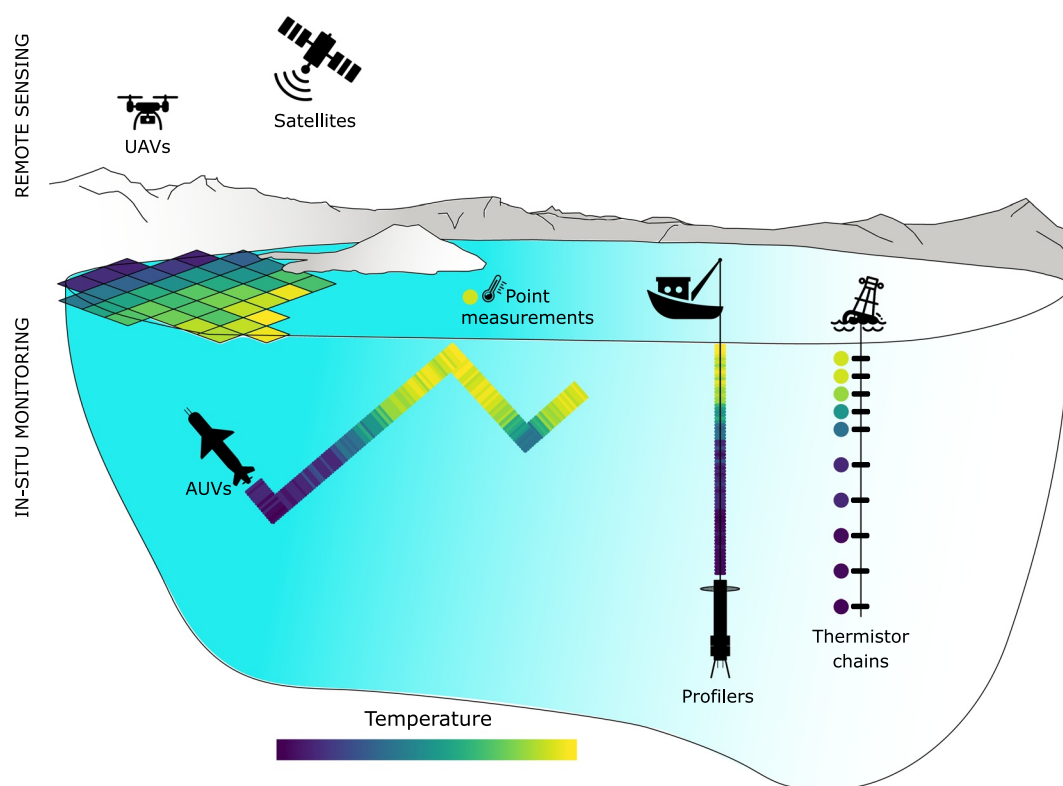 REMOTE SENSING
Satellites
UAVs
Point
measurements
IN-SITU MONITORING
AUVs
Thermistor
chains
Profilers
Temperature